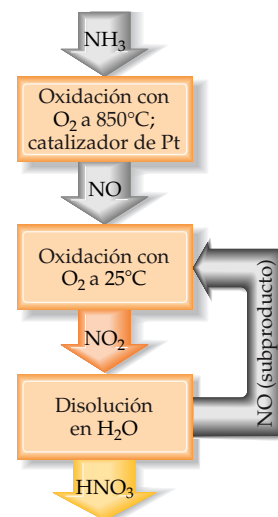 NH₃
Oxidación con
O₂ a 850°C;
catalizador de Pt
NO
Oxidación con
O₂ a 25°C
NO (subproducto)
NO₂
Disolución
en H₂O
HNO₃